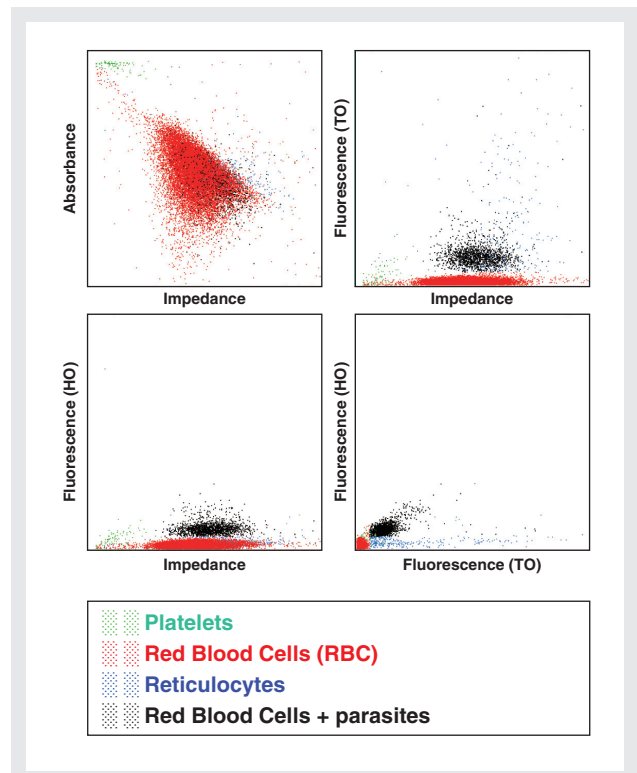 Absorbance
Impedance
Fluorescence (TO)
Impedance
Fluorescence (HO)
Impedance
Fluorescence (HO)
Fluorescence (TO)
Platelets
Red Blood Cells (RBC)
Reticulocytes
Red Blood Cells + parasites